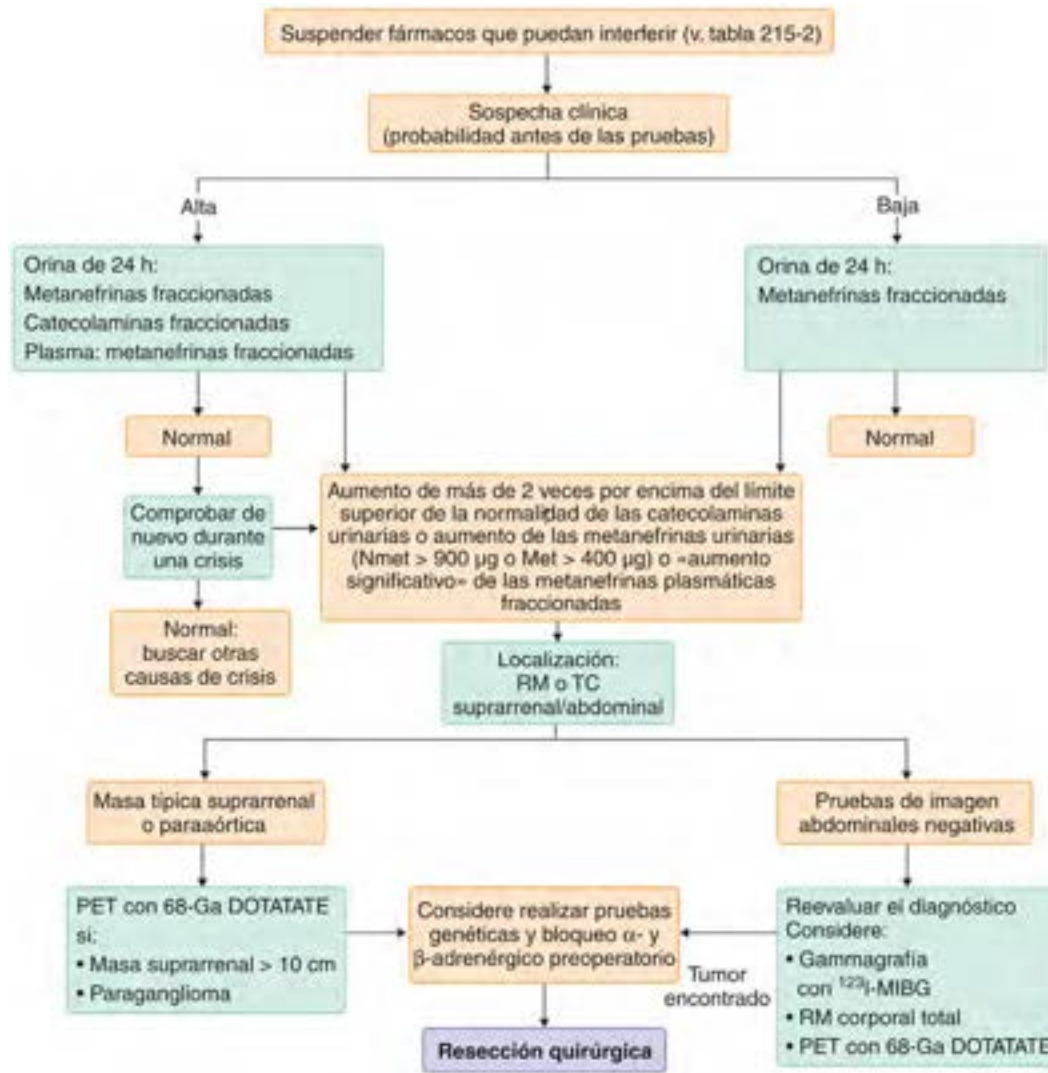 Suspender fármacos que puedan interferir (v. tabla 215-2)
Sospecha clínica
(probabilidad antes de las pruebas)
Alta
Baja
Orina de 24 h:
Metanefrinas fraccionadas
Catecolaminas fraccionadas
Plasma: metanefrinas fraccionadas
Orina de 24 h:
Metanefrinas fraccionadas
Normal
Normal
Comprobar de
nuevo durante
una crisis
Aumento de más de 2 veces por encima del límite
superior de la normalidad de las catecolaminas
urinarias o aumento de las metanefrinas urinarias
(Nmet > 900 µg o Met > 400 µg) o «aumento
significativo» de las metanefrinas plasmáticas
fraccionadas
Normal:
buscar otras
causas de crisis
Localización:
RM o TC
suprarrenal/abdominal
Masa típica suprarrenal
o paraaórtica
Pruebas de imagen
abdominales negativas
PET con 68-Ga DOTATATE
si:
• Masa suprarrenal > 10 cm
• Paraganglioma
Considere realizar pruebas
genéticas y bloqueo α- y
β-adrenérgico preoperatorio
Tumor
encontrado
Reevaluar el diagnóstico
Considere:
• Gammagrafía
con ¹²³I-MIBG
• RM corporal total
• PET con 68-Ga DOTATATE
Resección quirúrgica